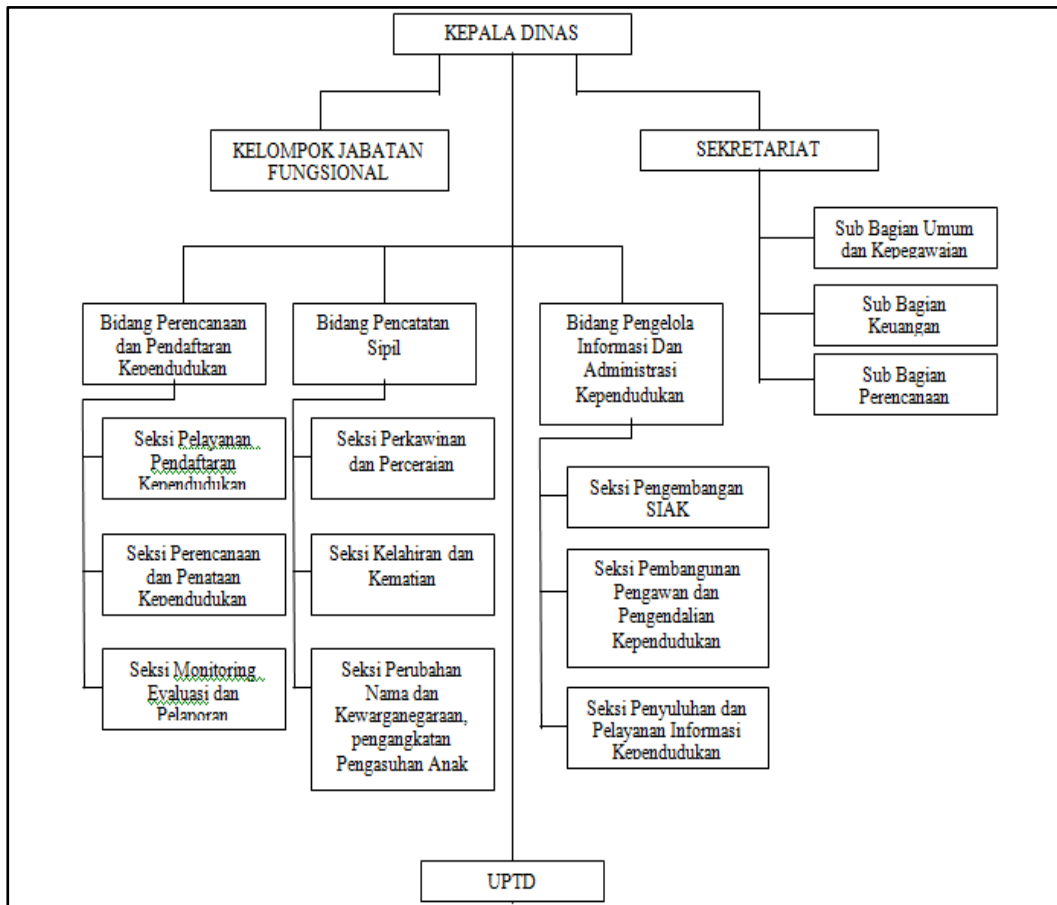 KEPALA DINAS
KELOMPOK JABATAN
FUNGSIONAL
SEKRETARIAT
Sub Bagian Umum
dan Kepegawaian
Sub Bagian
Keuangan
Sub Bagian
Perencanaan
Bidang Perencanaan
dan Pendaftaran
Kependudukan
Bidang Pencatatan
Sipil
Bidang Pengelola
Informasi Dan
Administrasi
Kependudukan
Seksi Pelayanan
Pendaftaran
Kependudukan
Seksi Perencanaan
dan Penataan
Kependudukan
Seksi Monitoring
Evaluasi dan
Pelaporan
Seksi Perkawinan
dan Perceraian
Seksi Kelahiran dan
Kematian
Seksi Perubahan
Nama dan
Kewarganegaraan,
pengangkatan
Pengasuhan Anak
Seksi Pengembangan
SIAK
Seksi Pembangunan
Pengawan dan
Pengendalian
Kependudukan
Seksi Penyuluhan dan
Pelayanan Informasi
Kependudukan
UPTD